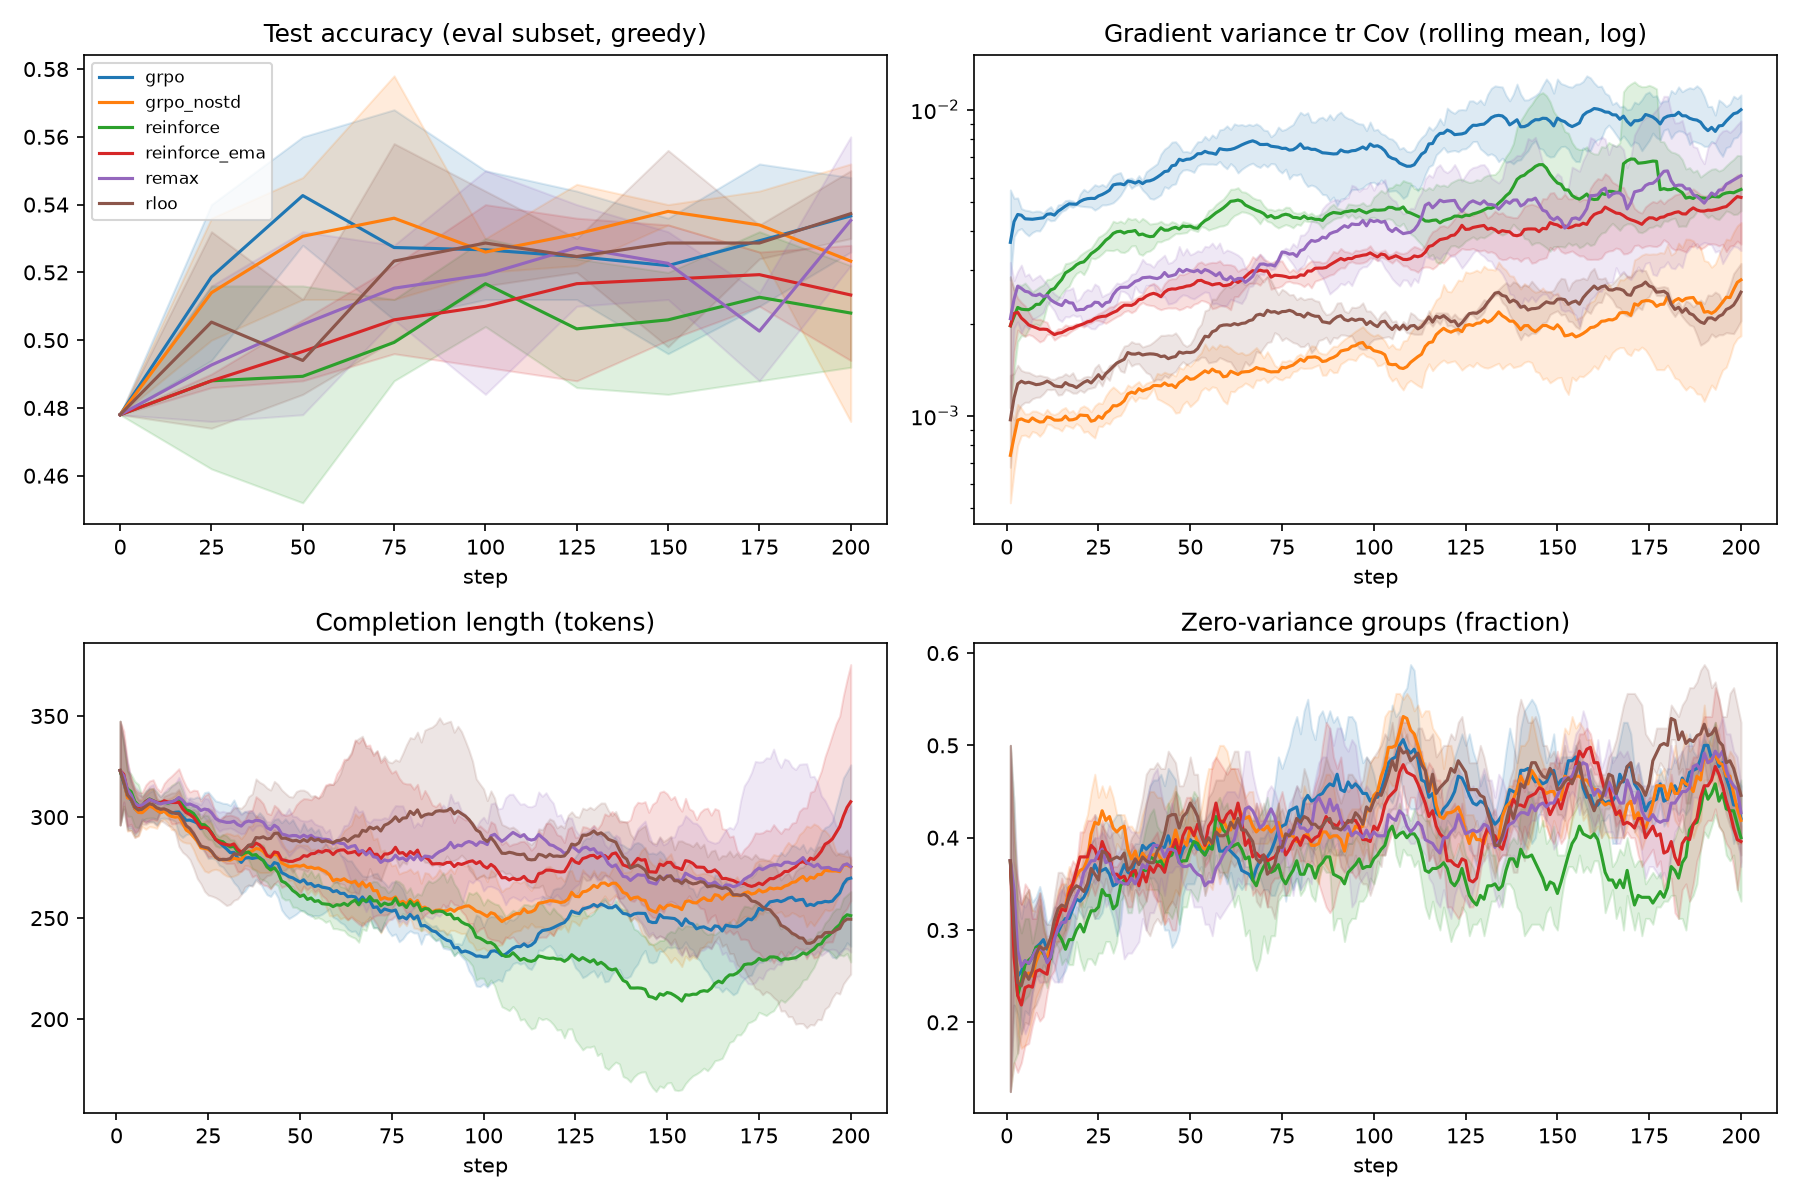 Test accuracy (eval subset, greedy)
0.58
0.56
0.54
0.52
0.50
0.48
0.46
grpo
grpo_nostd
reinforce
reinforce_ema
remax
rloo
0 25 50 75 100 125 150 175 200
step
Gradient variance tr Cov (rolling mean, log)
10⁻²
10⁻³
0 25 50 75 100 125 150 175 200
step
Completion length (tokens)
350
300
250
200
0 25 50 75 100 125 150 175 200
step
Zero-variance groups (fraction)
0.6
0.5
0.4
0.3
0.2
0 25 50 75 100 125 150 175 200
step